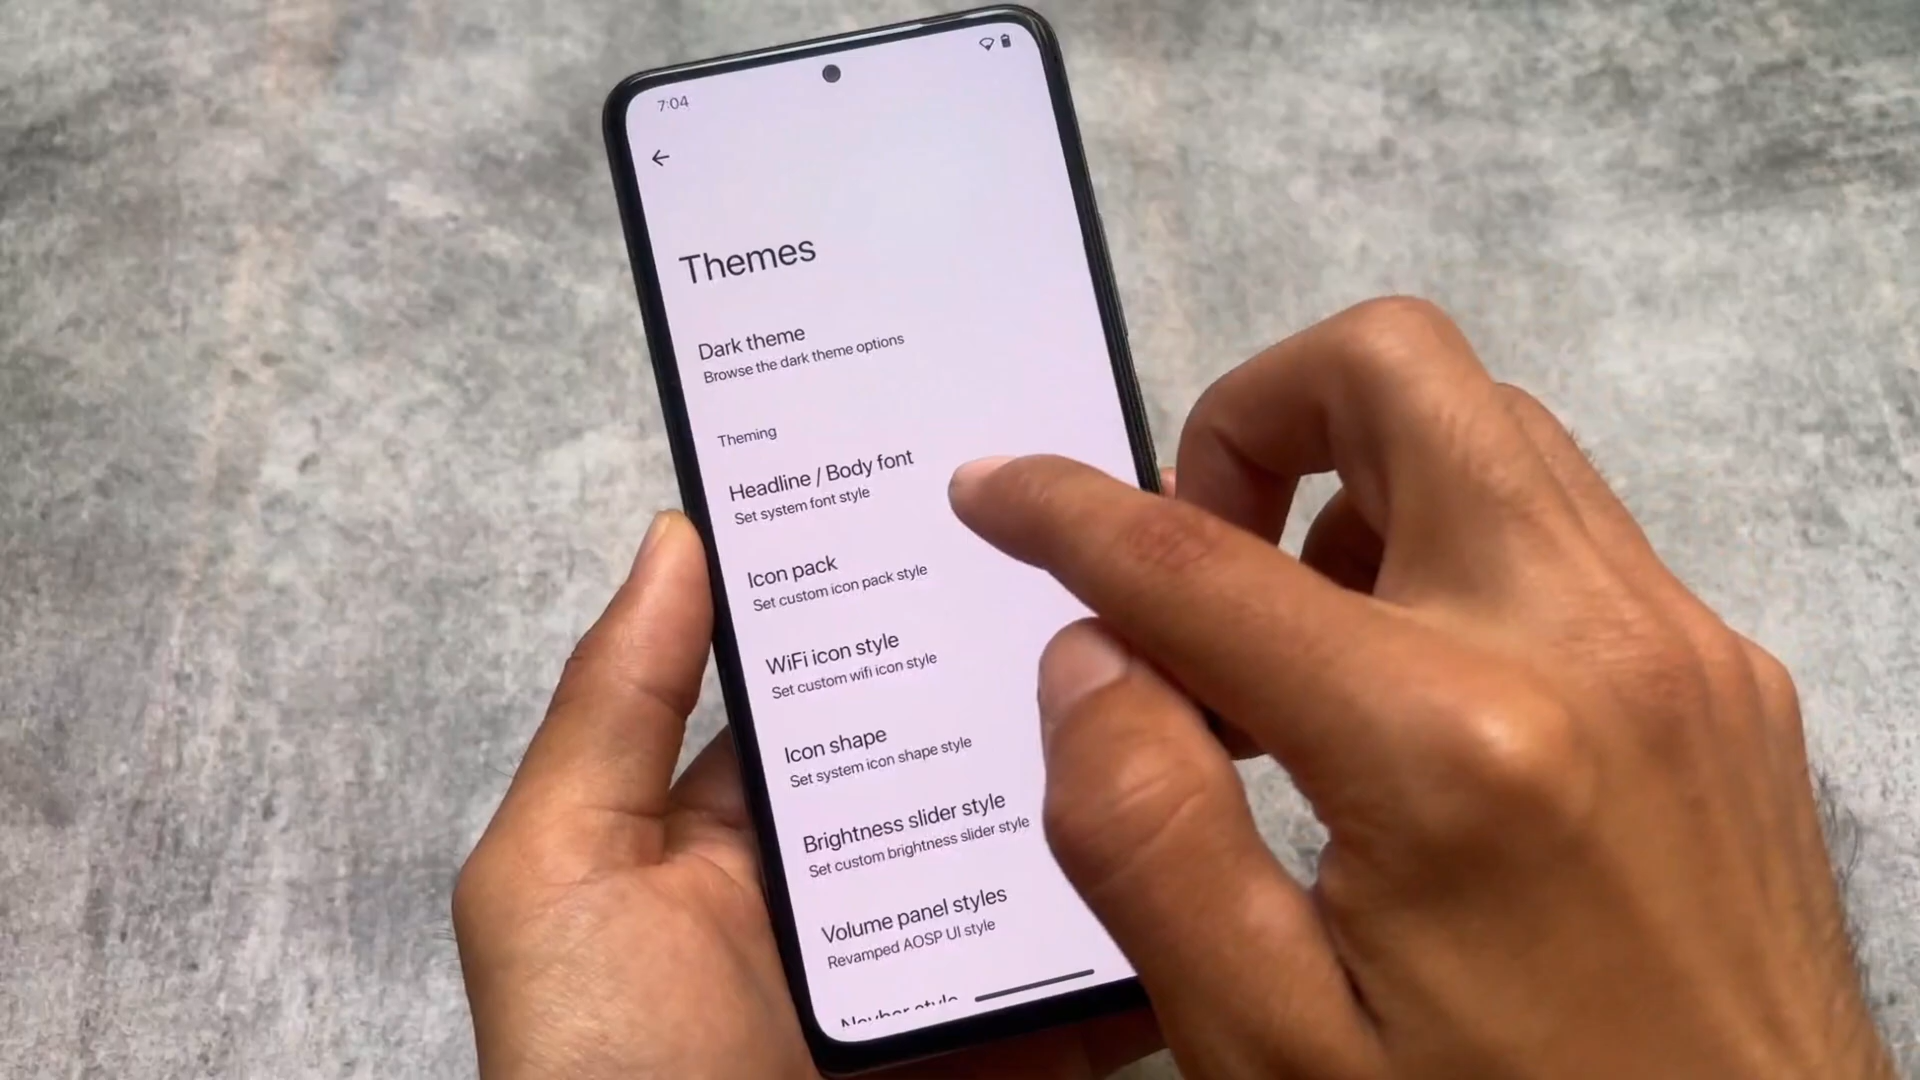 7:04
Themes
Dark theme
Browse the dark theme options
Theming
Headline / Body font
Set system font style
Icon pack
Set custom icon pack style
WiFi icon style
Set custom wifi icon style
Icon shape
Set system icon shape style
Brightness slider style
Set custom brightness slider style
Volume panel styles
Revamped AOSP UI style
Navbar style